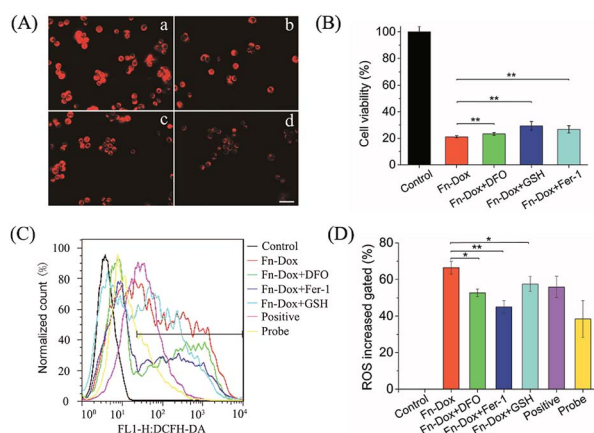 (A)
a
b
c
d
(B)
Cell viability (%)
100
80
60
40
20
0
**
**
**
Control
Fn-Dox
Fn-Dox+DFO
Fn-Dox+GSH
Fn-Dox+Fer-1
(C)
Normalized count (%)
100
80
60
40
20
0
10⁰
10¹
10²
10³
10⁴
FL1-H:DCFH-DA
Control
Fn-Dox
Fn-Dox+DFO
Fn-Dox+Fer-1
Fn-Dox+GSH
Positive
Probe
(D)
ROS increased gated (%)
100
80
60
40
20
0
*
**
*
Control
Fn-Dox
Fn-Dox+DFO
Fn-Dox+Fer-1
Fn-Dox+GSH
Positive
Probe